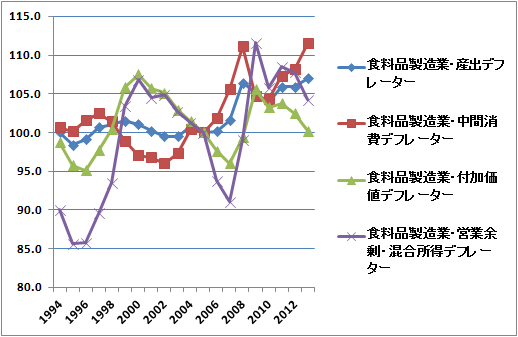 115.0
110.0
105.0
100.0
95.0
90.0
85.0
80.0
1994
1996
1998
2000
2002
2004
2006
2008
2010
2012
食料品製造業・産出デフ
レーター
食料品製造業・中間消
費デフレーター
食料品製造業・付加価
値デフレーター
食料品製造業・営業余
剰・混合所得デフレー
ター